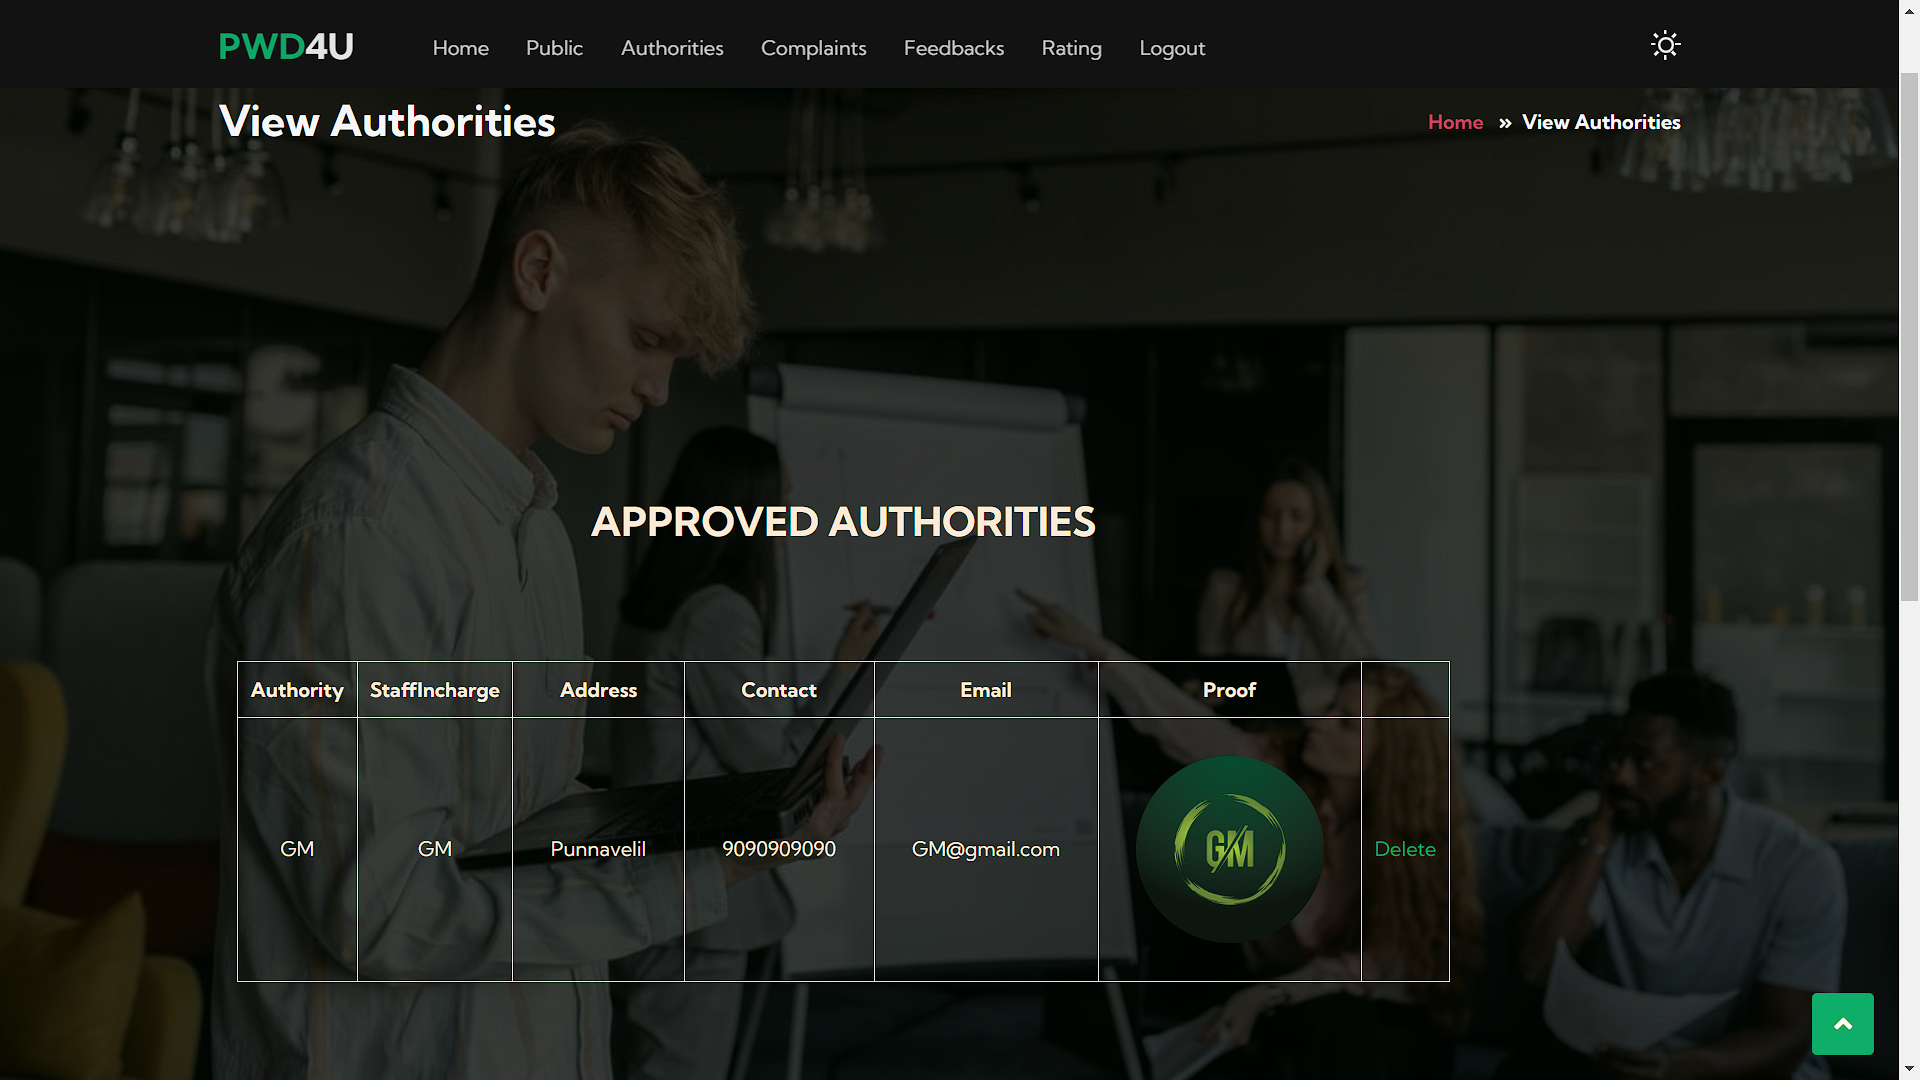 PWD4U Home Public Authorities Complaints Feedbacks Rating Logout
View Authorities
Home » View Authorities
APPROVED AUTHORITIES
Authority StaffIncharge Address Contact Email Proof
GM GM Punnavelil 9090909090 GM@gmail.com GM Delete